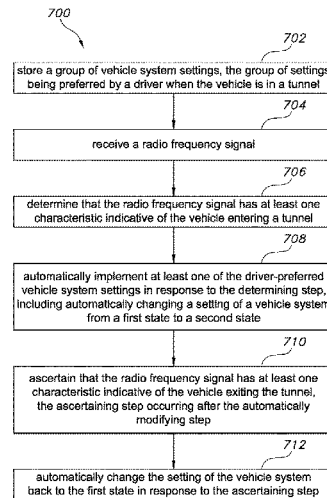 700
702
store a group of vehicle system settings, the group of settings
being preferred by a driver when the vehicle is in a tunnel
704
receive a radio frequency signal
706
determine that the radio frequency signal has at least one
characteristic indicative of the vehicle entering a tunnel
708
automatically implement at least one of the driver-preferred
vehicle system settings in response to the determining step,
including automatically changing a setting of a vehicle system
from a first state to a second state
710
ascertain that the radio frequency signal has at least one
characteristic indicative of the vehicle exiting the tunnel,
the ascertaining step occurring after the automatically
modifying step
712
automatically change the setting of the vehicle system
back to the first state in response to the ascertaining step